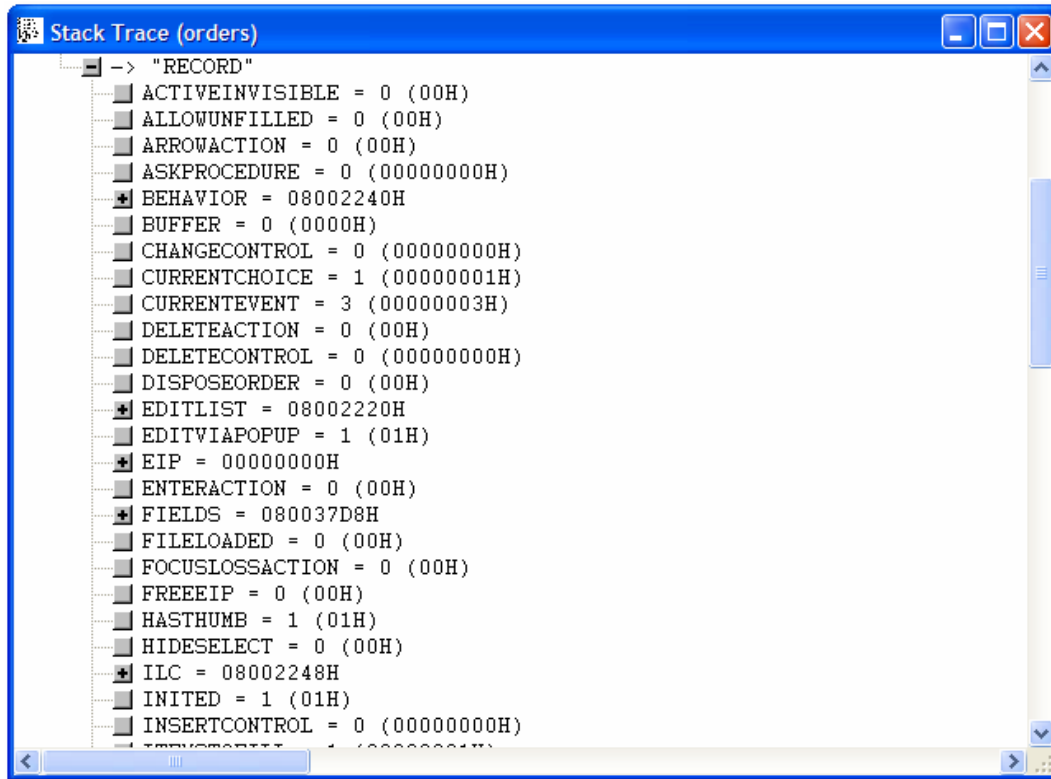 Stack Trace (orders)
-> "RECORD"
ACTIVEINVISIBLE = 0 (00H)
ALLOWUNFILLED = 0 (00H)
ARROWACTION = 0 (00H)
ASKPROCEDURE = 0 (00000000H)
BEHAVIOR = 08002240H
BUFFER = 0 (0000H)
CHANGECONTROL = 0 (00000000H)
CURRENTCHOICE = 1 (00000001H)
CURRENTEVENT = 3 (00000003H)
DELETEACTION = 0 (00H)
DELETECONTROL = 0 (00000000H)
DISPOSEORDER = 0 (00H)
EDITLIST = 08002220H
EDITVIAPOPUP = 1 (01H)
EIP = 00000000H
ENTERACTION = 0 (00H)
FIELDS = 080037D8H
FILELOADED = 0 (00H)
FOCUSLOSSACTION = 0 (00H)
FREEEIP = 0 (00H)
HASTHUMB = 1 (01H)
HIDESELECT = 0 (00H)
ILC = 08002248H
INITED = 1 (01H)
INSERTCONTROL = 0 (00000000H)